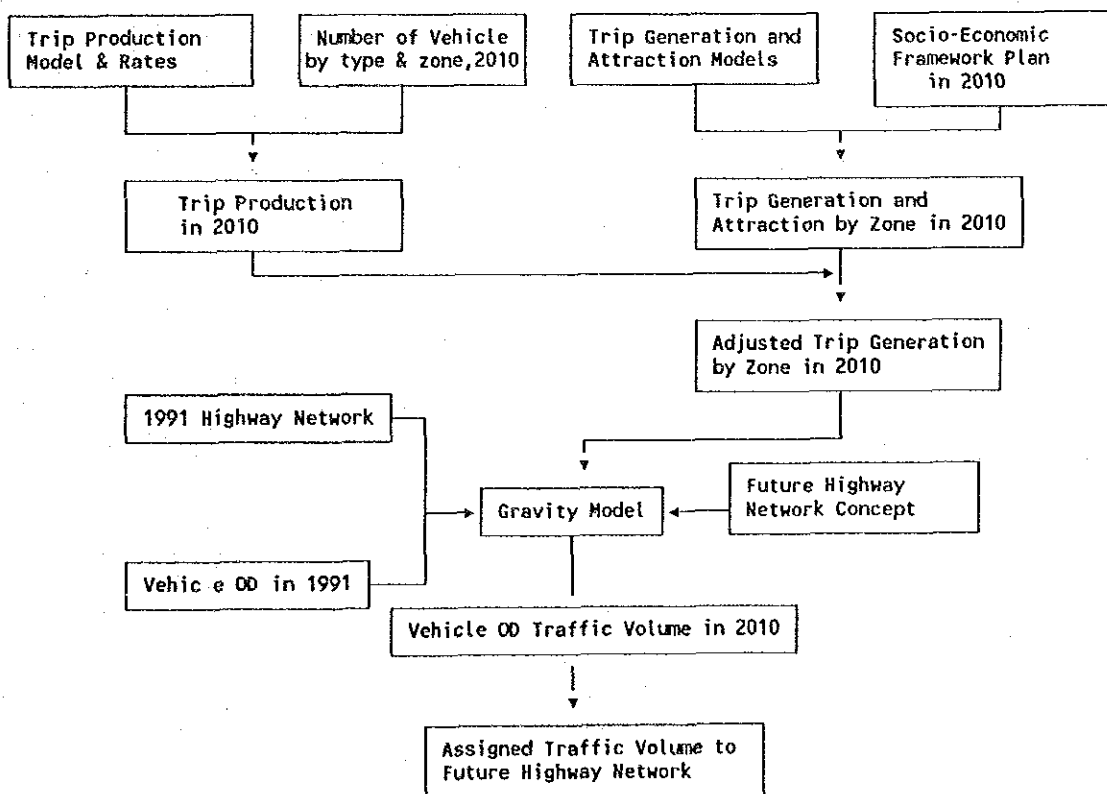 Trip Production
Model & Rates
Number of Vehicle
by type & zone,2010
Trip Generation and
Attraction Models
Socio-Economic
Framework Plan
in 2010
Trip Production
in 2010
Trip Generation and
Attraction by Zone in 2010
Adjusted Trip Generation
by Zone in 2010
1991 Highway Network
Gravity Model
Future Highway
Network Concept
Vehic e OD in 1991
Vehicle OD Traffic Volume in 2010
Assigned Traffic Volume to
Future Highway Network